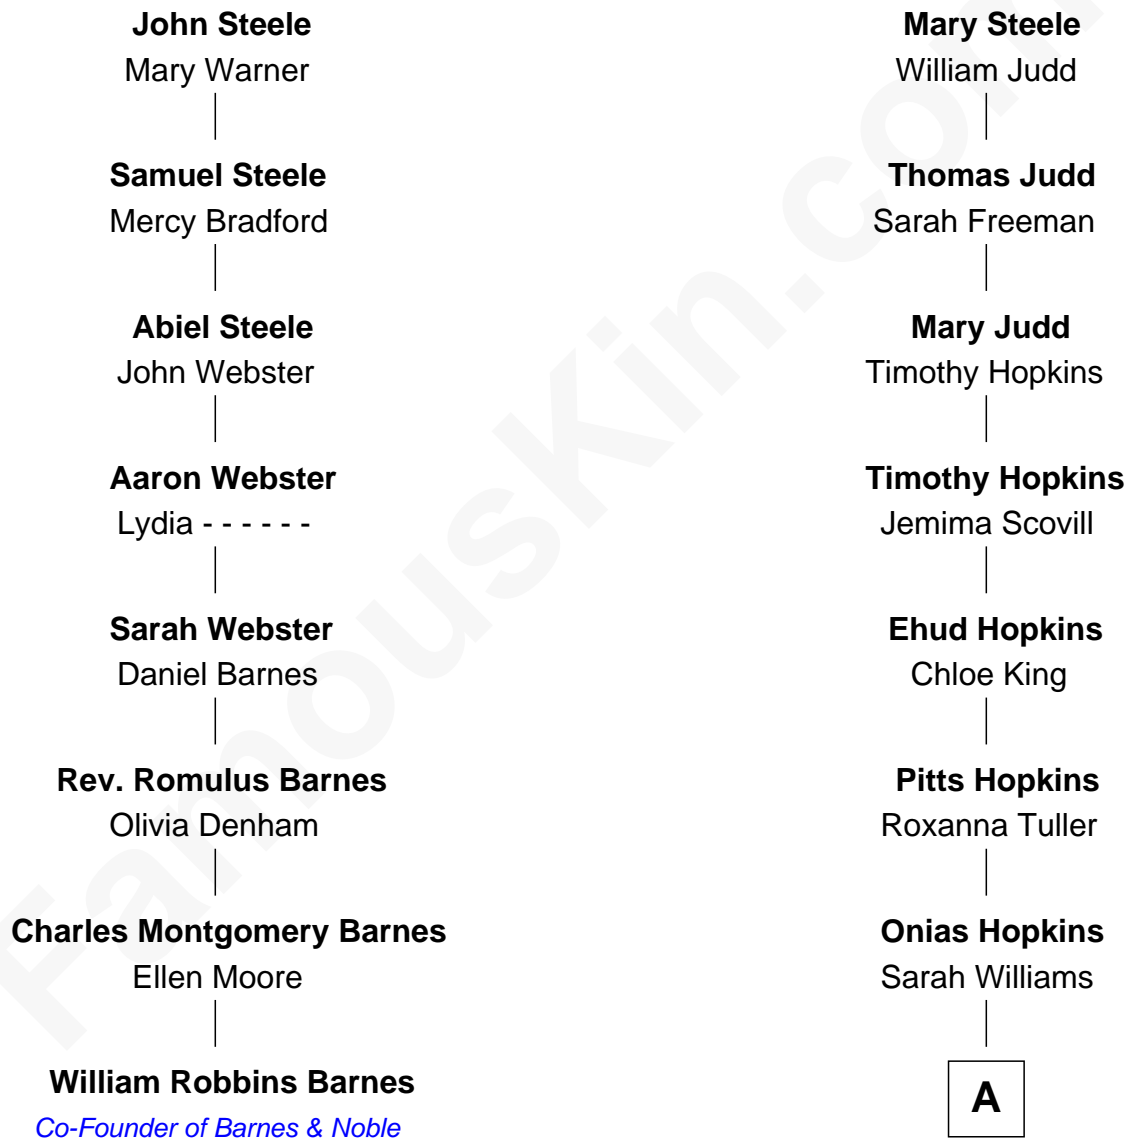 John Steele
Mary Warner
Samuel Steele
Mercy Bradford
Abiel Steele
John Webster
Aaron Webster
Lydia - - - - - -
Sarah Webster
Daniel Barnes
Rev. Romulus Barnes
Olivia Denham
Charles Montgomery Barnes
Ellen Moore
William Robbins Barnes
Co-Founder of Barnes & Noble
Mary Steele
William Judd
Thomas Judd
Sarah Freeman
Mary Judd
Timothy Hopkins
Timothy Hopkins
Jemima Scovill
Ehud Hopkins
Chloe King
Pitts Hopkins
Roxanna Tuller
Onias Hopkins
Sarah Williams
A
FamousKin.com